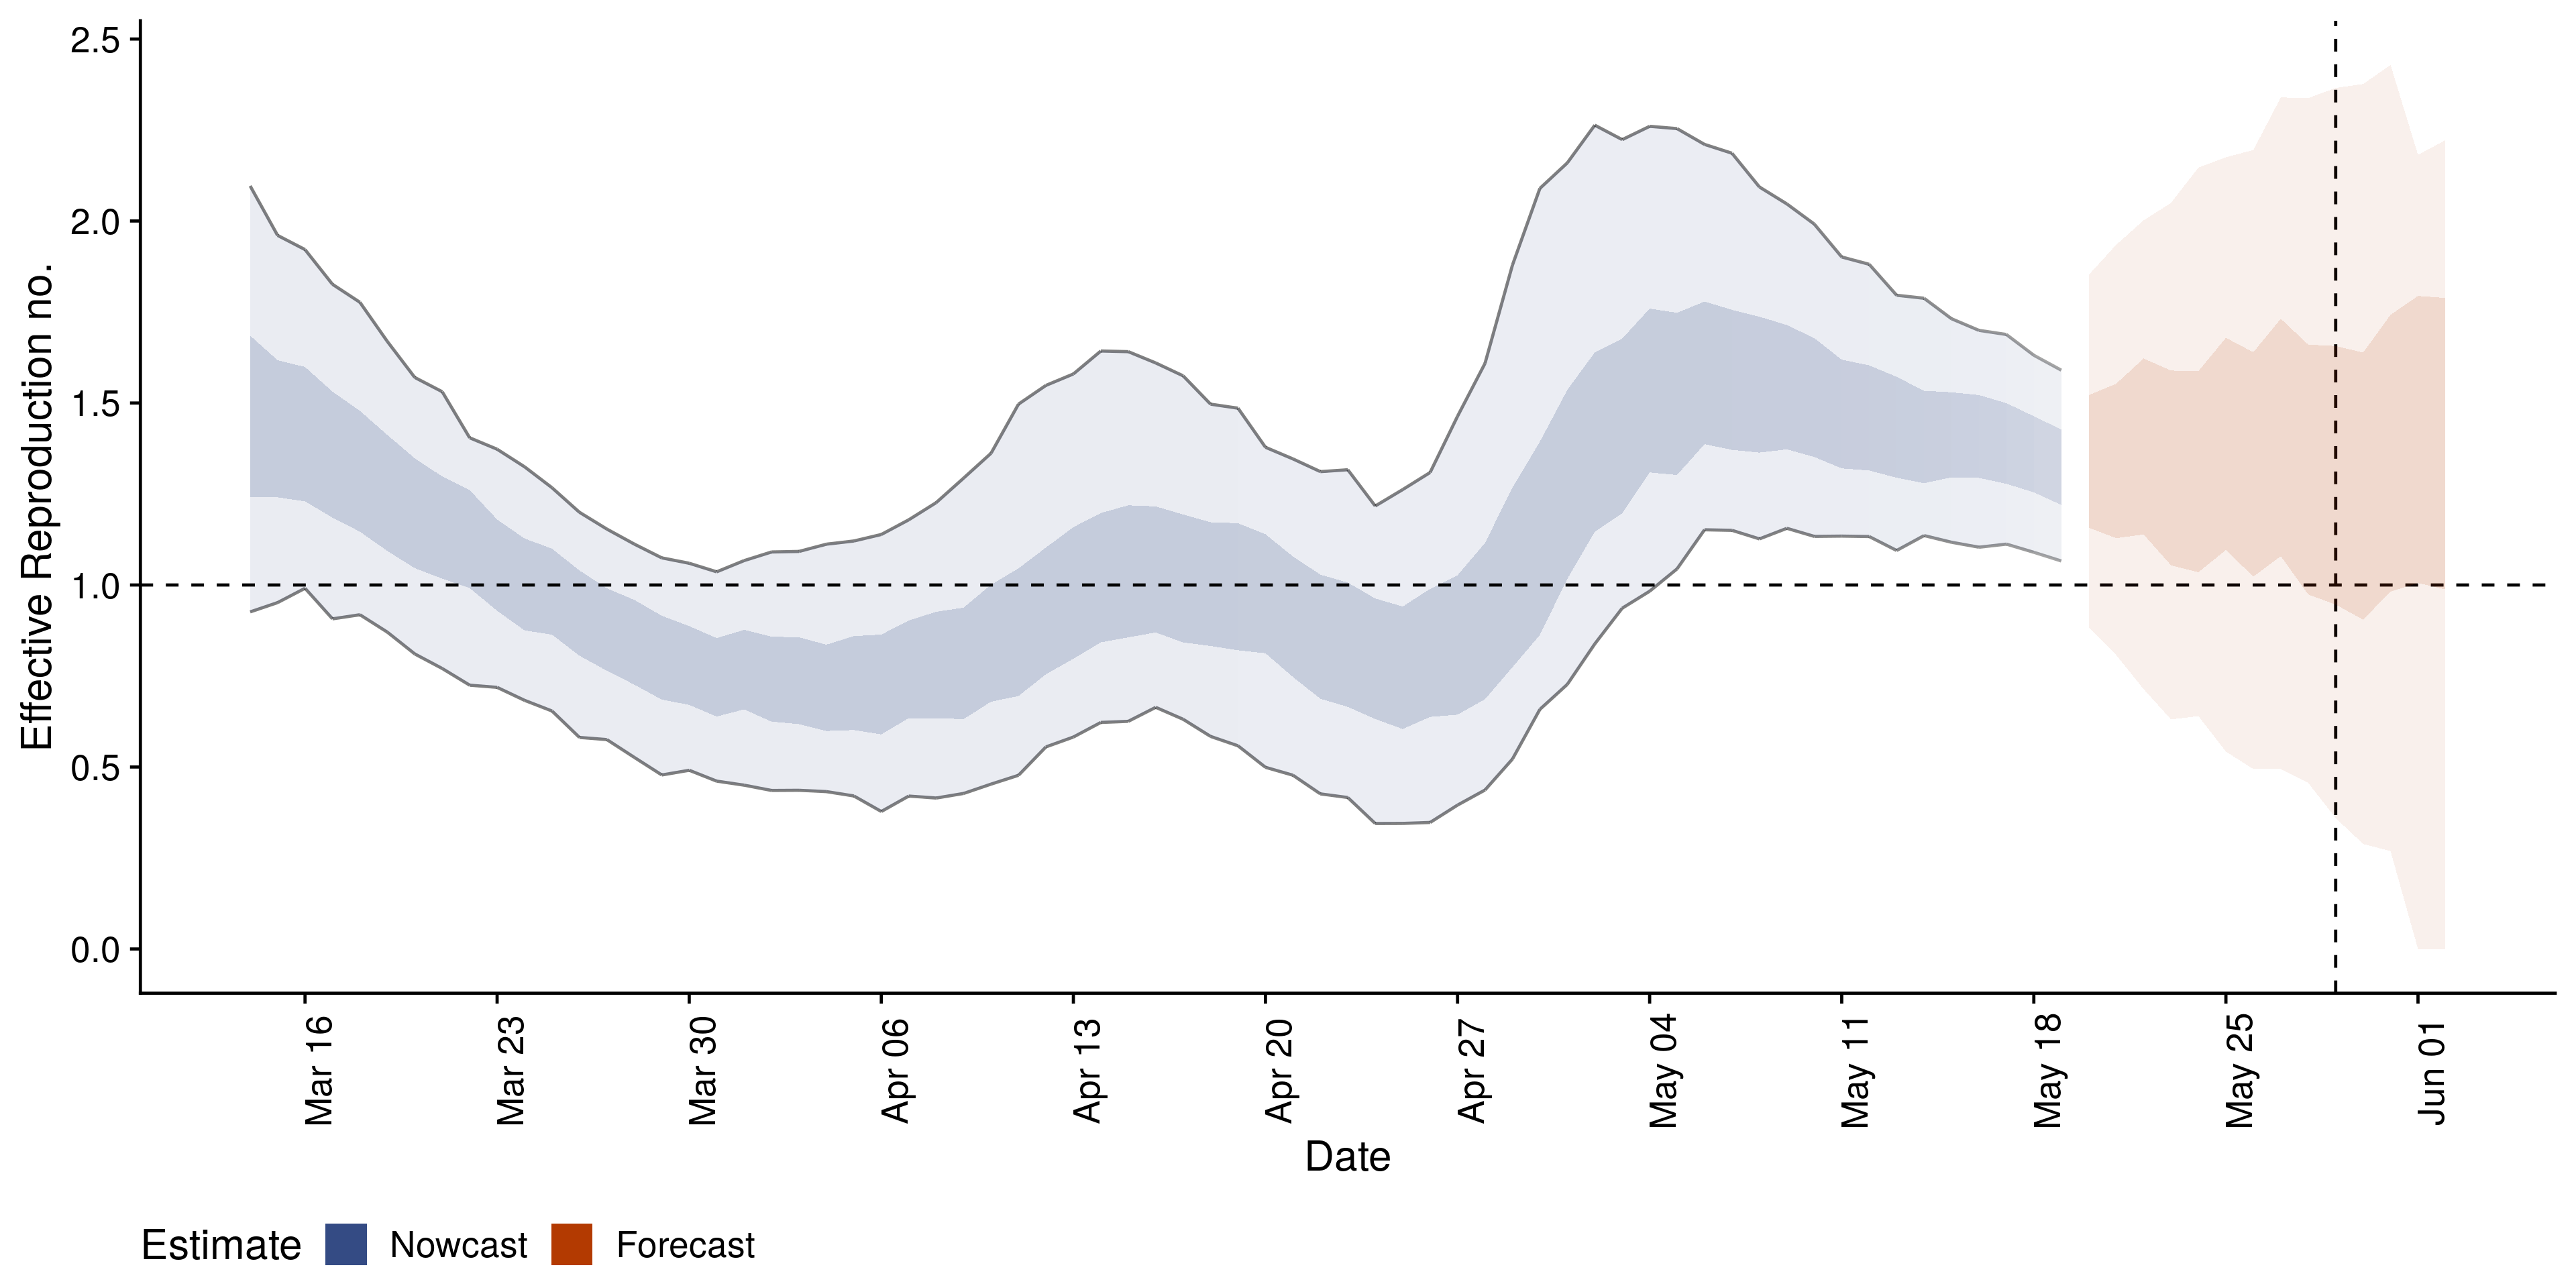 Effective Reproduction no.
2.5
2.0
1.5
1.0
0.5
0.0
Mar 16
Mar 23
Mar 30
Apr 06
Apr 13
Apr 20
Apr 27
May 04
May 11
May 18
May 25
Jun 01
Date
Estimate Nowcast Forecast